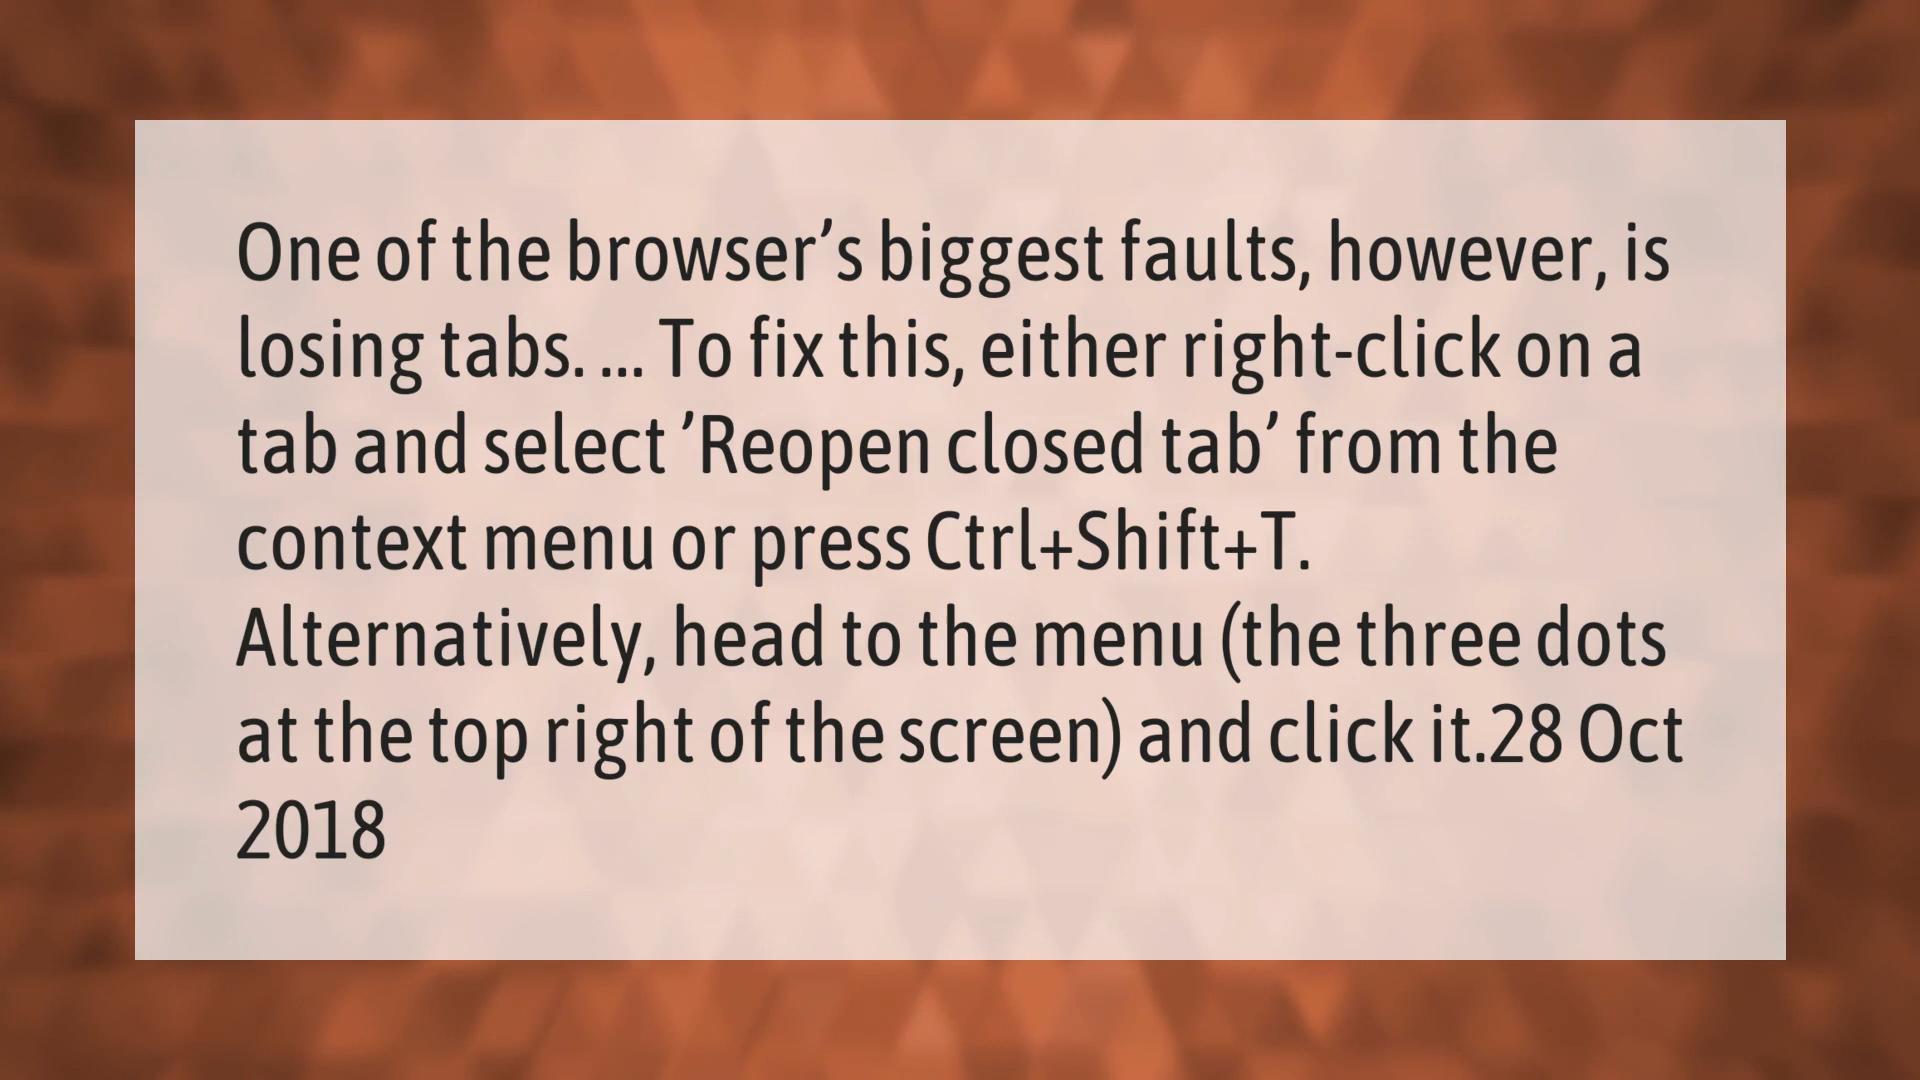 One of the browser’s biggest faults, however, is
losing tabs. ... To fix this, either right-click on a
tab and select ’Reopen closed tab’ from the
context menu or press Ctrl+Shift+T.
Alternatively, head to the menu (the three dots
at the top right of the screen) and click it.28 Oct
2018